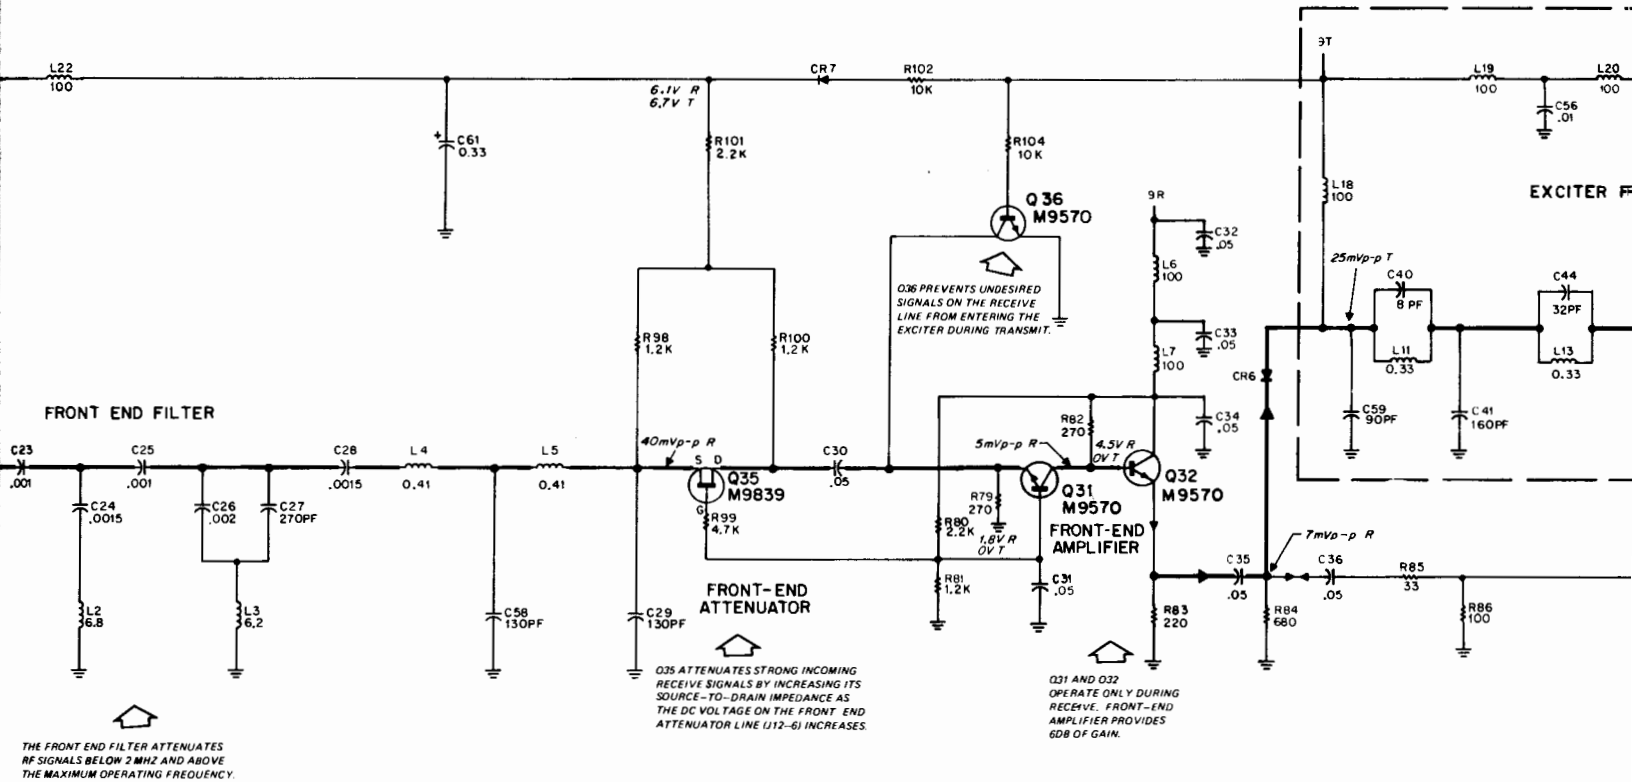 9T
L22
100
CR7
R102
10K
L19
100
L20
100
6.1V R
6.7V T
C56
.01
C61
0.33
R101
2.2K
R104
10K
L18
100
EXCITER
Q36
M9570
9R
C32
.05
L6
100
Q36 PREVENTS UNDESIRED
SIGNALS ON THE RECEIVE
LINE FROM ENTERING THE
EXCITER DURING TRANSMIT.
25mVp-p T
C40
8 PF
C44
32PF
R98
1.2K
R100
1.2K
C33
.05
L7
100
L11
0.33
L13
0.33
CR6
FRONT END FILTER
C59
90PF
C41
160PF
C34
.05
R82
270
40mVp-p R
5mVp-p R
4.5V R
0V T
C23
.001
C25
.001
C28
.0015
L4
0.41
L5
0.41
S D
G
Q35
M9839
C30
.05
Q31
M9570
Q32
M9570
C24
.0015
C26
.002
C27
270PF
R99
4.7K
R79
270
R80
2.2K
1.8V R
0V T
FRONT-END
AMPLIFIER
7mVp-p R
C35
.05
C36
.05
R85
33
FRONT-END
ATTENUATOR
R81
1.2K
C31
.05
L2
6.8
L3
6.2
C58
130PF
C29
130PF
R83
220
R84
680
R86
100
Q35 ATTENUATES STRONG INCOMING
RECEIVE SIGNALS BY INCREASING ITS
SOURCE-TO-DRAIN IMPEDANCE AS
THE DC VOLTAGE ON THE FRONT END
ATTENUATOR LINE (J12-6) INCREASES.
Q31 AND Q32
OPERATE ONLY DURING
RECEIVE. FRONT-END
AMPLIFIER PROVIDES
6DB OF GAIN.
THE FRONT END FILTER ATTENUATES
RF SIGNALS BELOW 2 MHZ AND ABOVE
THE MAXIMUM OPERATING FREQUENCY.